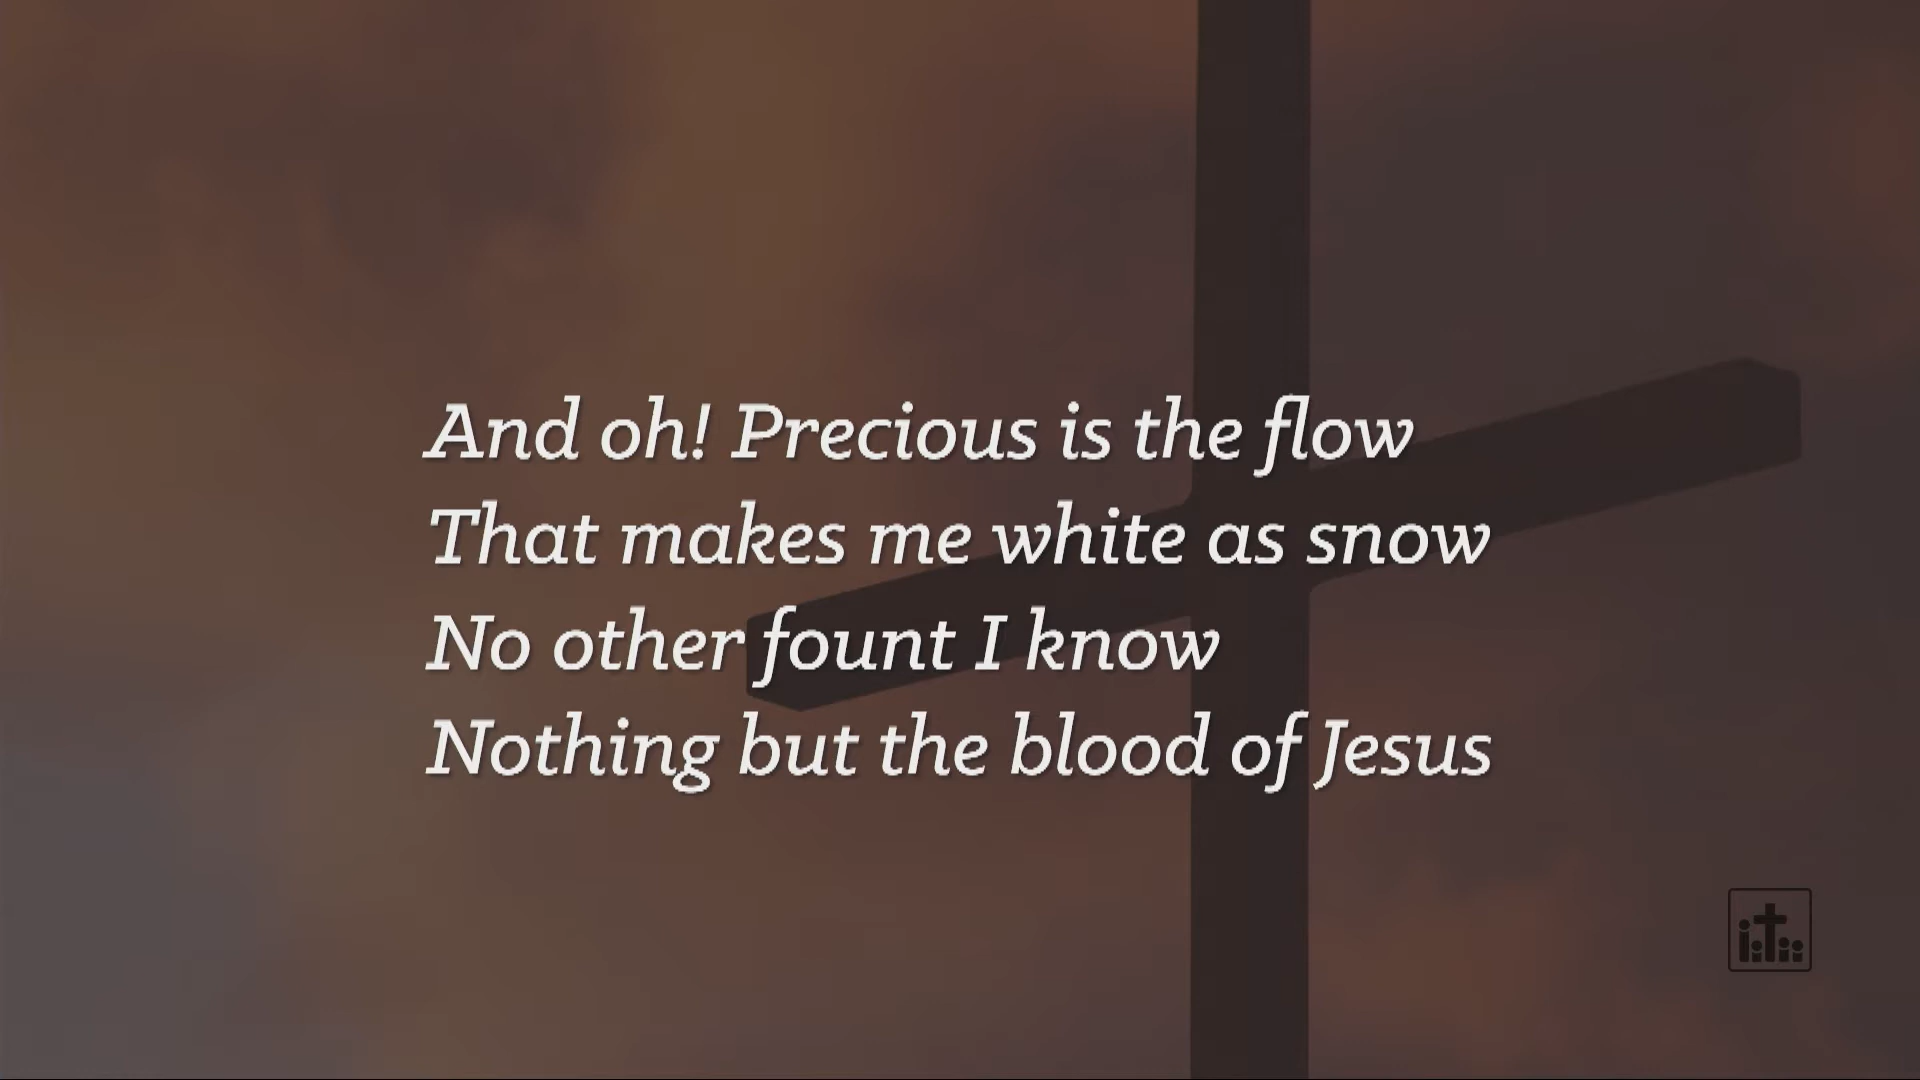 And oh! Precious is the flow
That makes me white as snow
No other fount I know
Nothing but the blood of Jesus